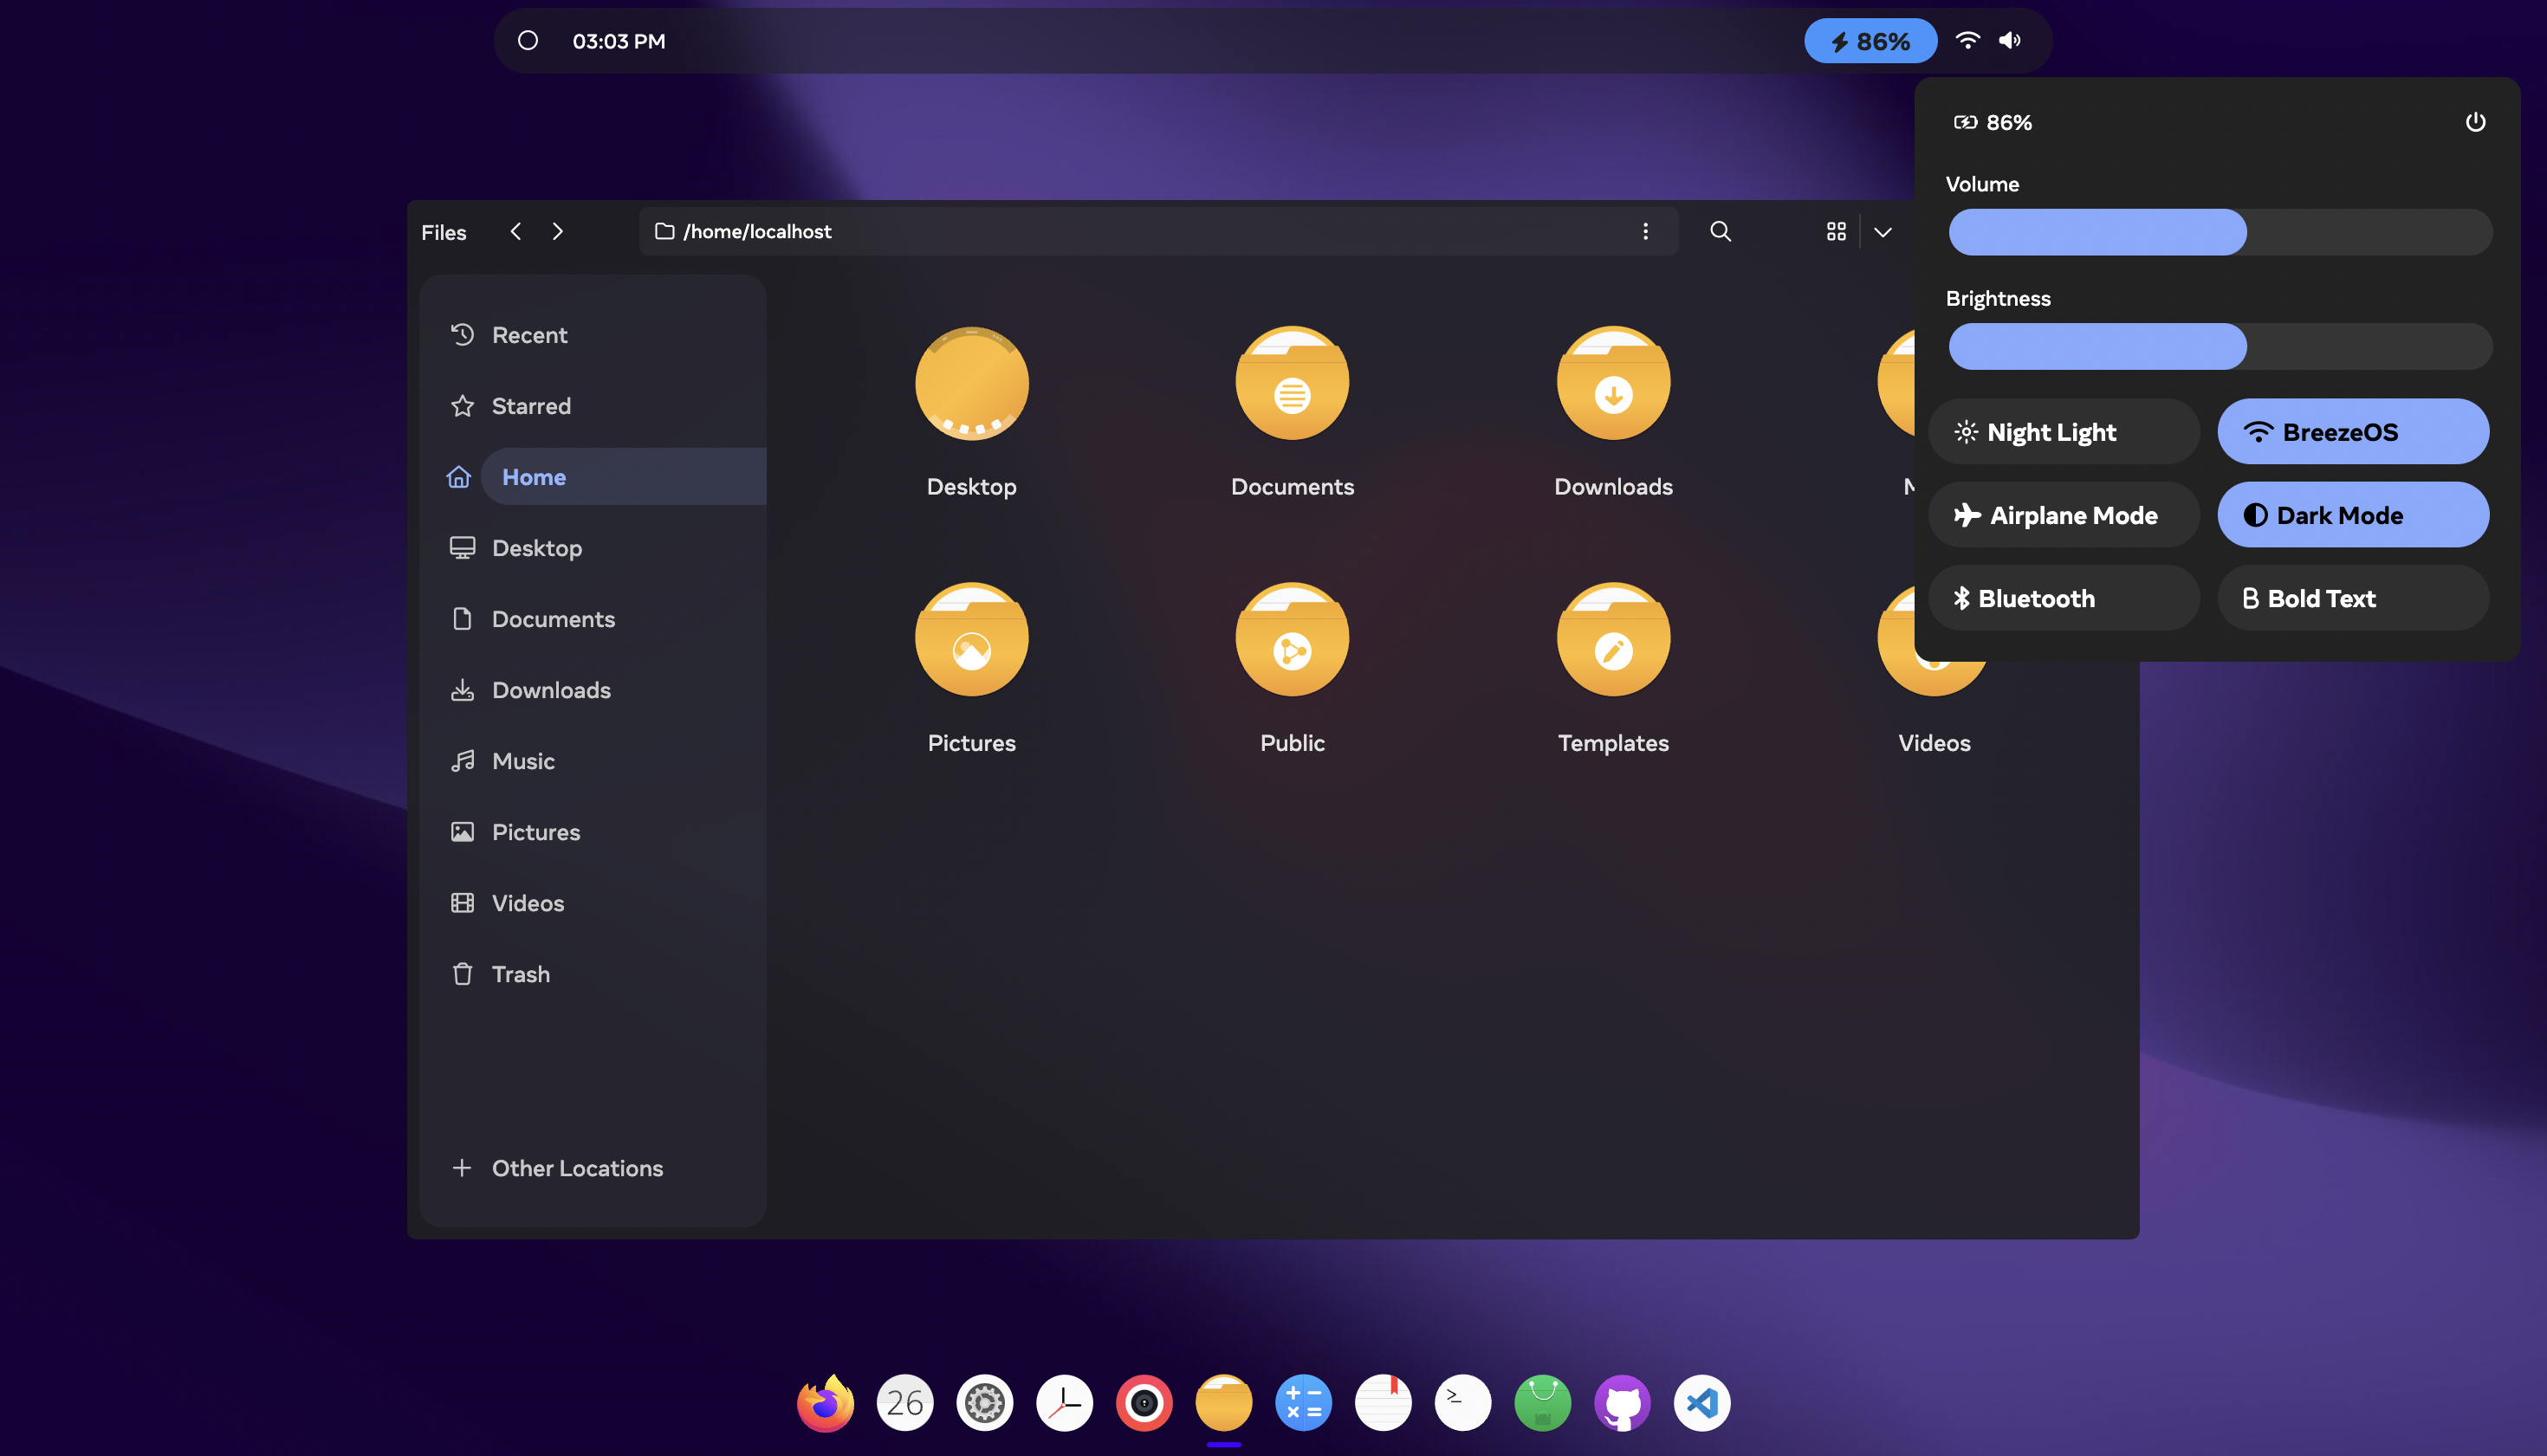 03:03 PM
86%
86%
Volume
Brightness
Night Light
BreezeOS
Airplane Mode
Dark Mode
Bluetooth
B Bold Text
Files
/home/localhost
Recent
Starred
Home
Desktop
Documents
Downloads
Music
Pictures
Videos
Trash
Other Locations
Desktop
Documents
Downloads
Pictures
Public
Templates
Videos
26
>_